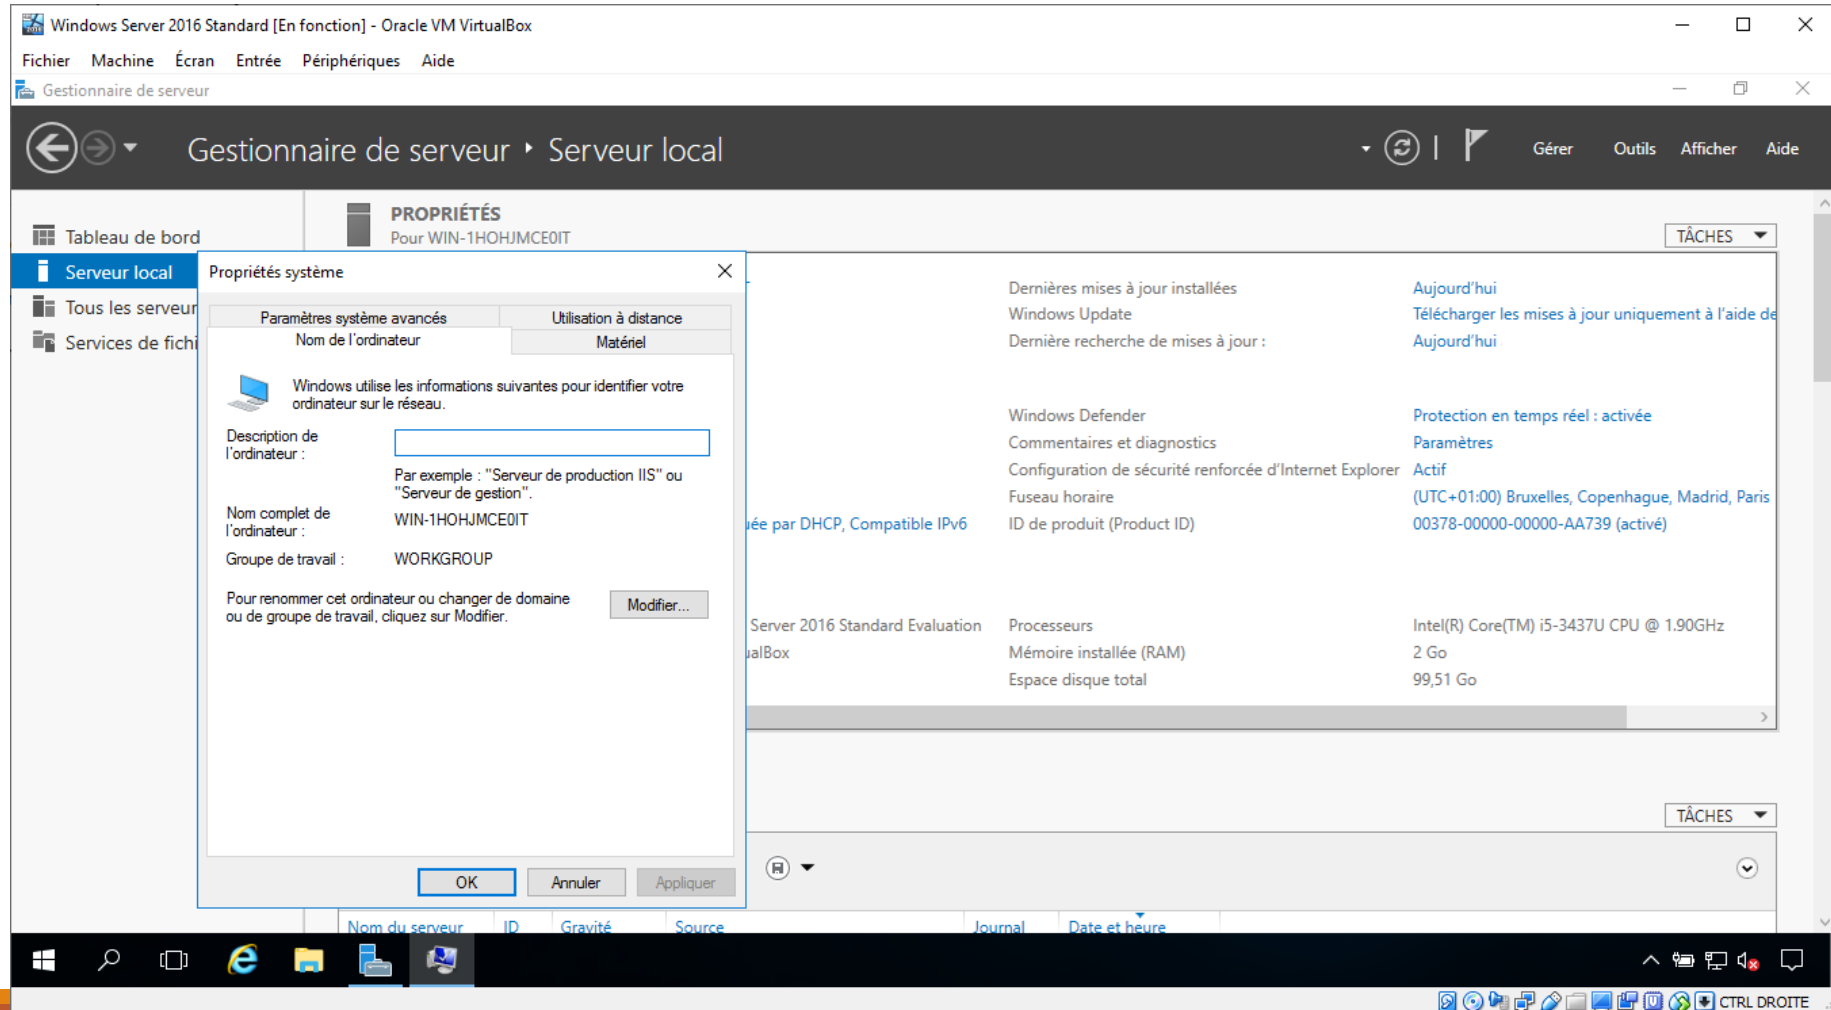 Windows Server 2016 Standard [En fonction] - Oracle VM VirtualBox
Fichier Machine Écran Entrée Périphériques Aide
Gestionnaire de serveur
Gestionnaire de serveur Serveur local
Gérer Outils Afficher Aide
Tableau de bord
Serveur local
Tous les serveur
Services de fichi
PROPRIÉTÉS
Pour WIN-1HOHJMCE0IT
TÂCHES
Propriétés système
Paramètres système avancés Utilisation à distance
Nom de l'ordinateur Matériel
Windows utilise les informations suivantes pour identifier votre
ordinateur sur le réseau.
Description de
l'ordinateur :
Par exemple : "Serveur de production IIS" ou
"Serveur de gestion".
Nom complet de
l'ordinateur :
WIN-1HOHJMCE0IT
Groupe de travail : WORKGROUP
Pour renommer cet ordinateur ou changer de domaine
ou de groupe de travail, cliquez sur Modifier.
Modifier...
OK Annuler Appliquer
Dernières mises à jour installées Aujourd'hui
Windows Update Télécharger les mises à jour uniquement à l'aide de
Dernière recherche de mises à jour : Aujourd'hui
Windows Defender Protection en temps réel : activée
Commentaires et diagnostics Paramètres
Configuration de sécurité renforcée d'Internet Explorer Actif
Fuseau horaire (UTC+01:00) Bruxelles, Copenhague, Madrid, Paris
uée par DHCP, Compatible IPv6 ID de produit (Product ID) 00378-00000-00000-AA739 (activé)
Server 2016 Standard Evaluation Processeurs Intel(R) Core(TM) i5-3437U CPU @ 1.90GHz
ualBox Mémoire installée (RAM) 2 Go
Espace disque total 99,51 Go
TÂCHES
Nom du serveur ID Gravité Source Journal Date et heure
CTRL DROITE